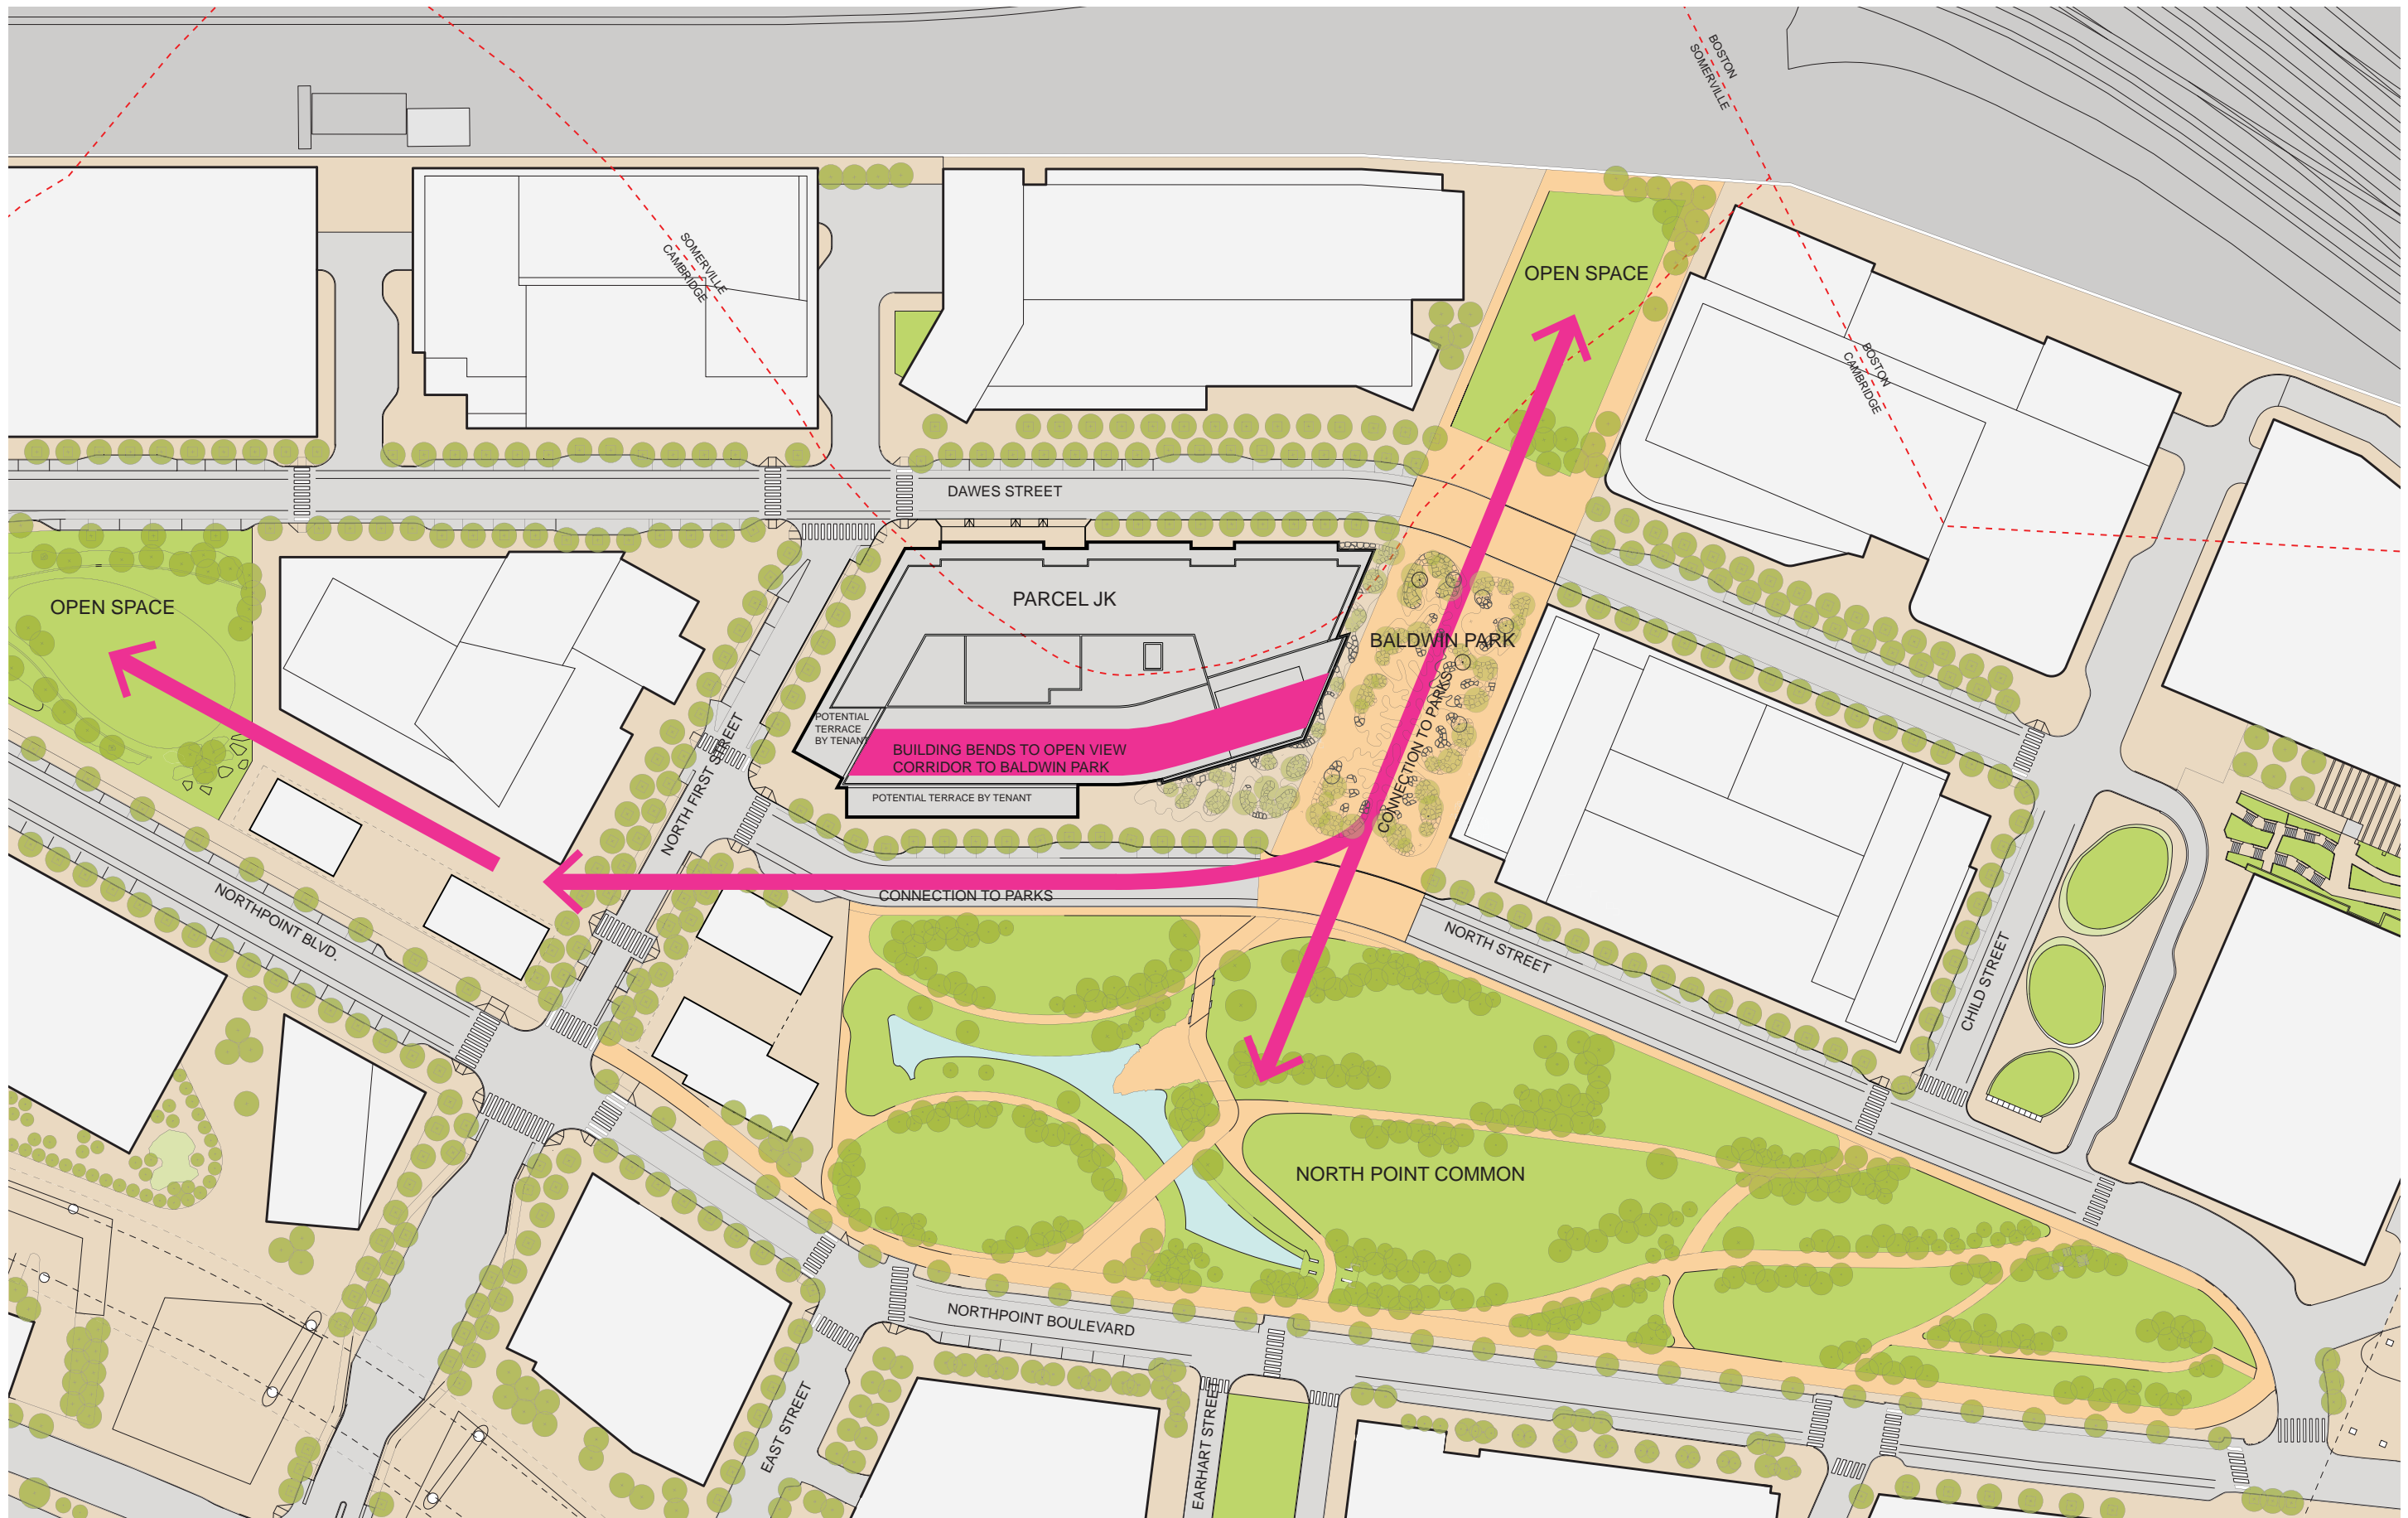 BOSTON
SOMERVILLE
SOMERVILLE
CAMBRIDGE
OPEN SPACE
BOSTON
CAMBRIDGE
DAWES STREET
OPEN SPACE
PARCEL JK
BALDWIN PARK
POTENTIAL
TERRACE
BY TENANT
BUILDING BENDS TO OPEN VIEW
CORRIDOR TO BALDWIN PARK
POTENTIAL TERRACE BY TENANT
CONNECTION TO PARKS
NORTH FIRST STREET
CONNECTION TO PARKS
NORTHPOINT BLVD.
NORTH STREET
CHILD STREET
NORTH POINT COMMON
NORTHPOINT BOULEVARD
EAST STREET
EARHART STREET